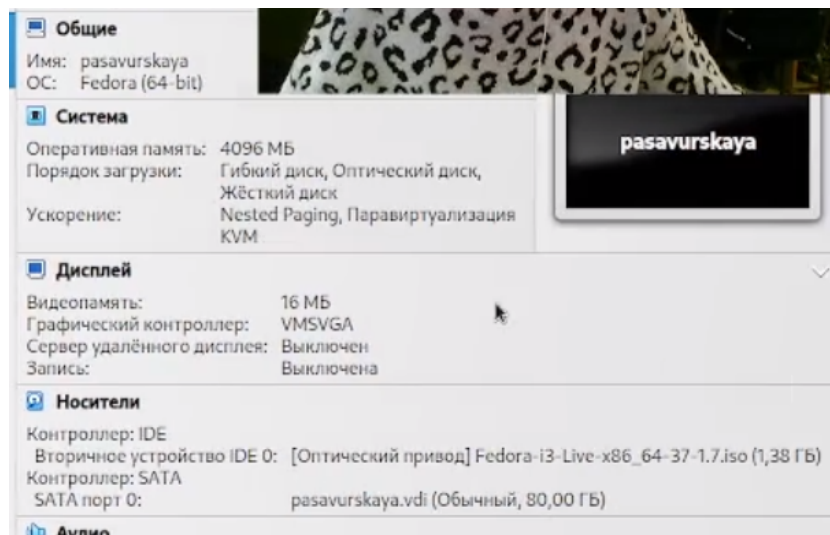 Общие
Имя: pasavurskaya
ОС: Fedora (64-bit)
Система
Оперативная память: 4096 МБ
Порядок загрузки: Гибкий диск, Оптический диск,
Жёсткий диск
Ускорение: Nested Paging, Паравиртуализация
KVM
pasavurskaya
Дисплей
Видеопамять: 16 МБ
Графический контроллер: VMSVGA
Сервер удалённого дисплея: Выключен
Запись: Выключена
Носители
Контроллер: IDE
Вторичное устройство IDE 0: [Оптический привод] Fedora-i3-Live-x86_64-37-1.7.iso (1,38 ГБ)
Контроллер: SATA
SATA порт 0: pasavurskaya.vdi (Обычный, 80,00 ГБ)
Аудио